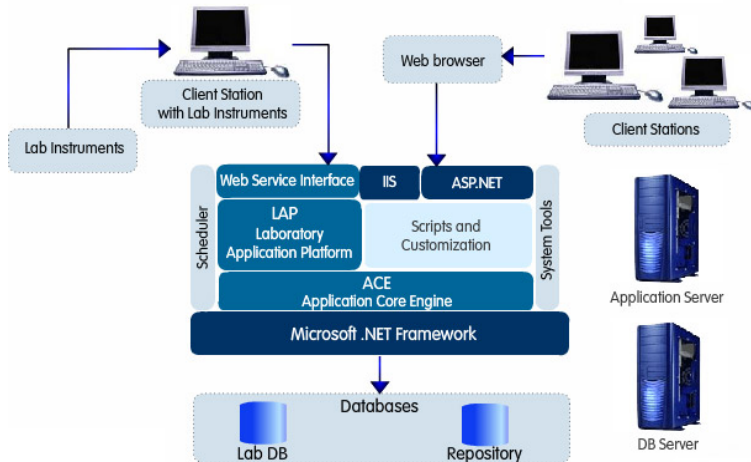 Client Station
with Lab Instruments
Lab Instruments
Web browser
Client Stations
Scheduler
Web Service Interface
IIS
ASP.NET
LAP
Laboratory
Application Platform
Scripts and
Customization
System Tools
ACE
Application Core Engine
Microsoft .NET Framework
Application Server
Databases
Lab DB
Repository
DB Server